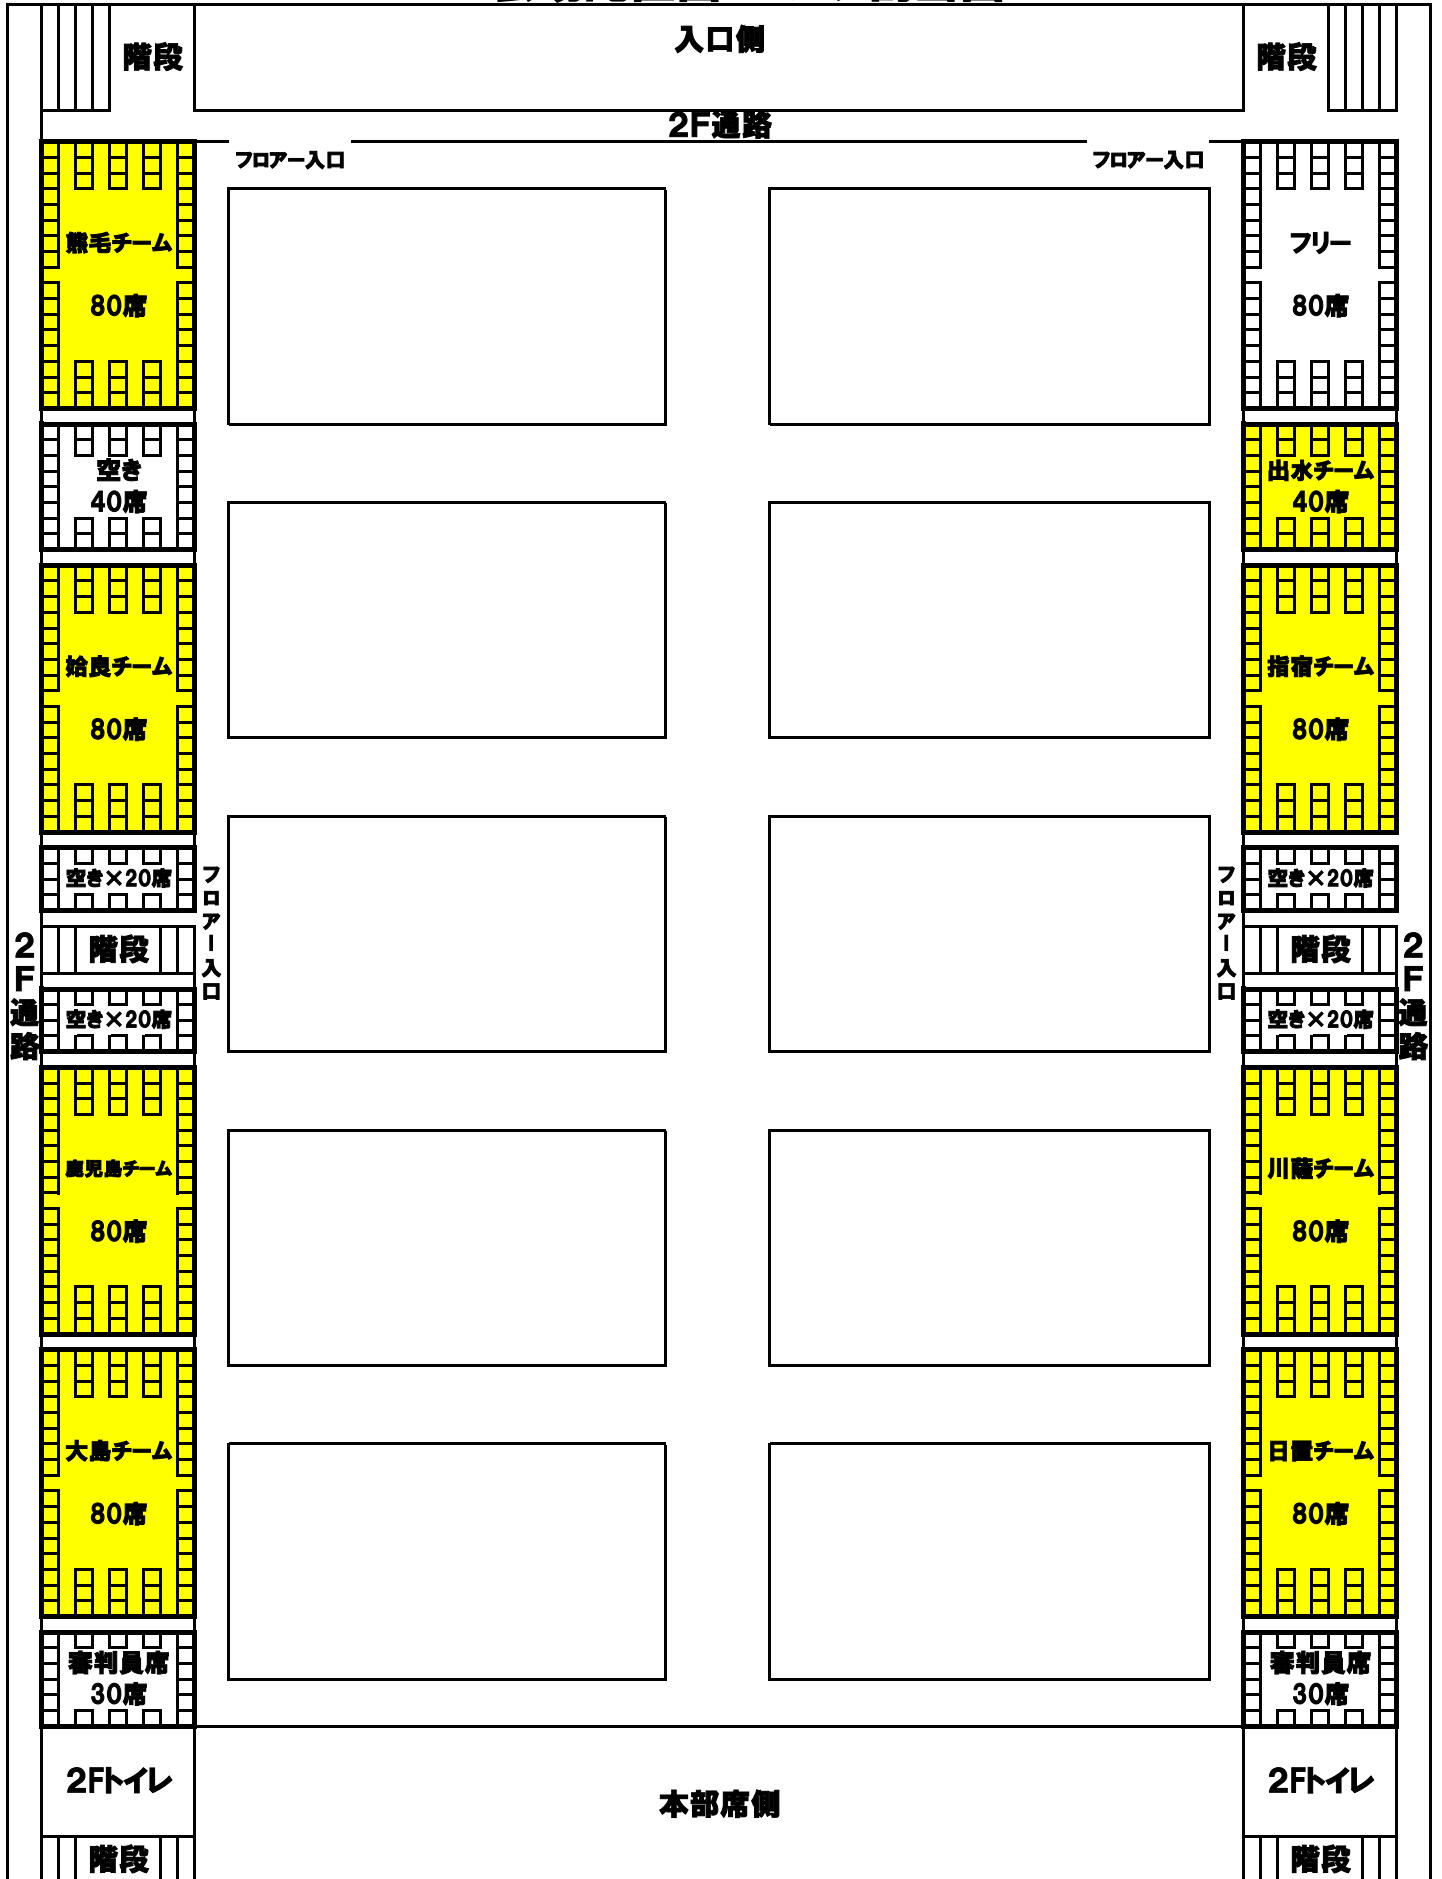 階段
入口側
階段
2F通路
フロアー入口
フロアー入口
熊毛チーム
80席
フリー
80席
空き
40席
出水チーム
40席
姶良チーム
80席
指宿チーム
80席
空き×20席
フロアー入口
フロアー入口
空き×20席
2F通路
階段
階段
2F通路
空き×20席
空き×20席
鹿児島チーム
80席
川薩チーム
80席
大島チーム
80席
日置チーム
80席
審判員席
30席
審判員席
30席
2Fトイレ
本部席側
2Fトイレ
階段
階段